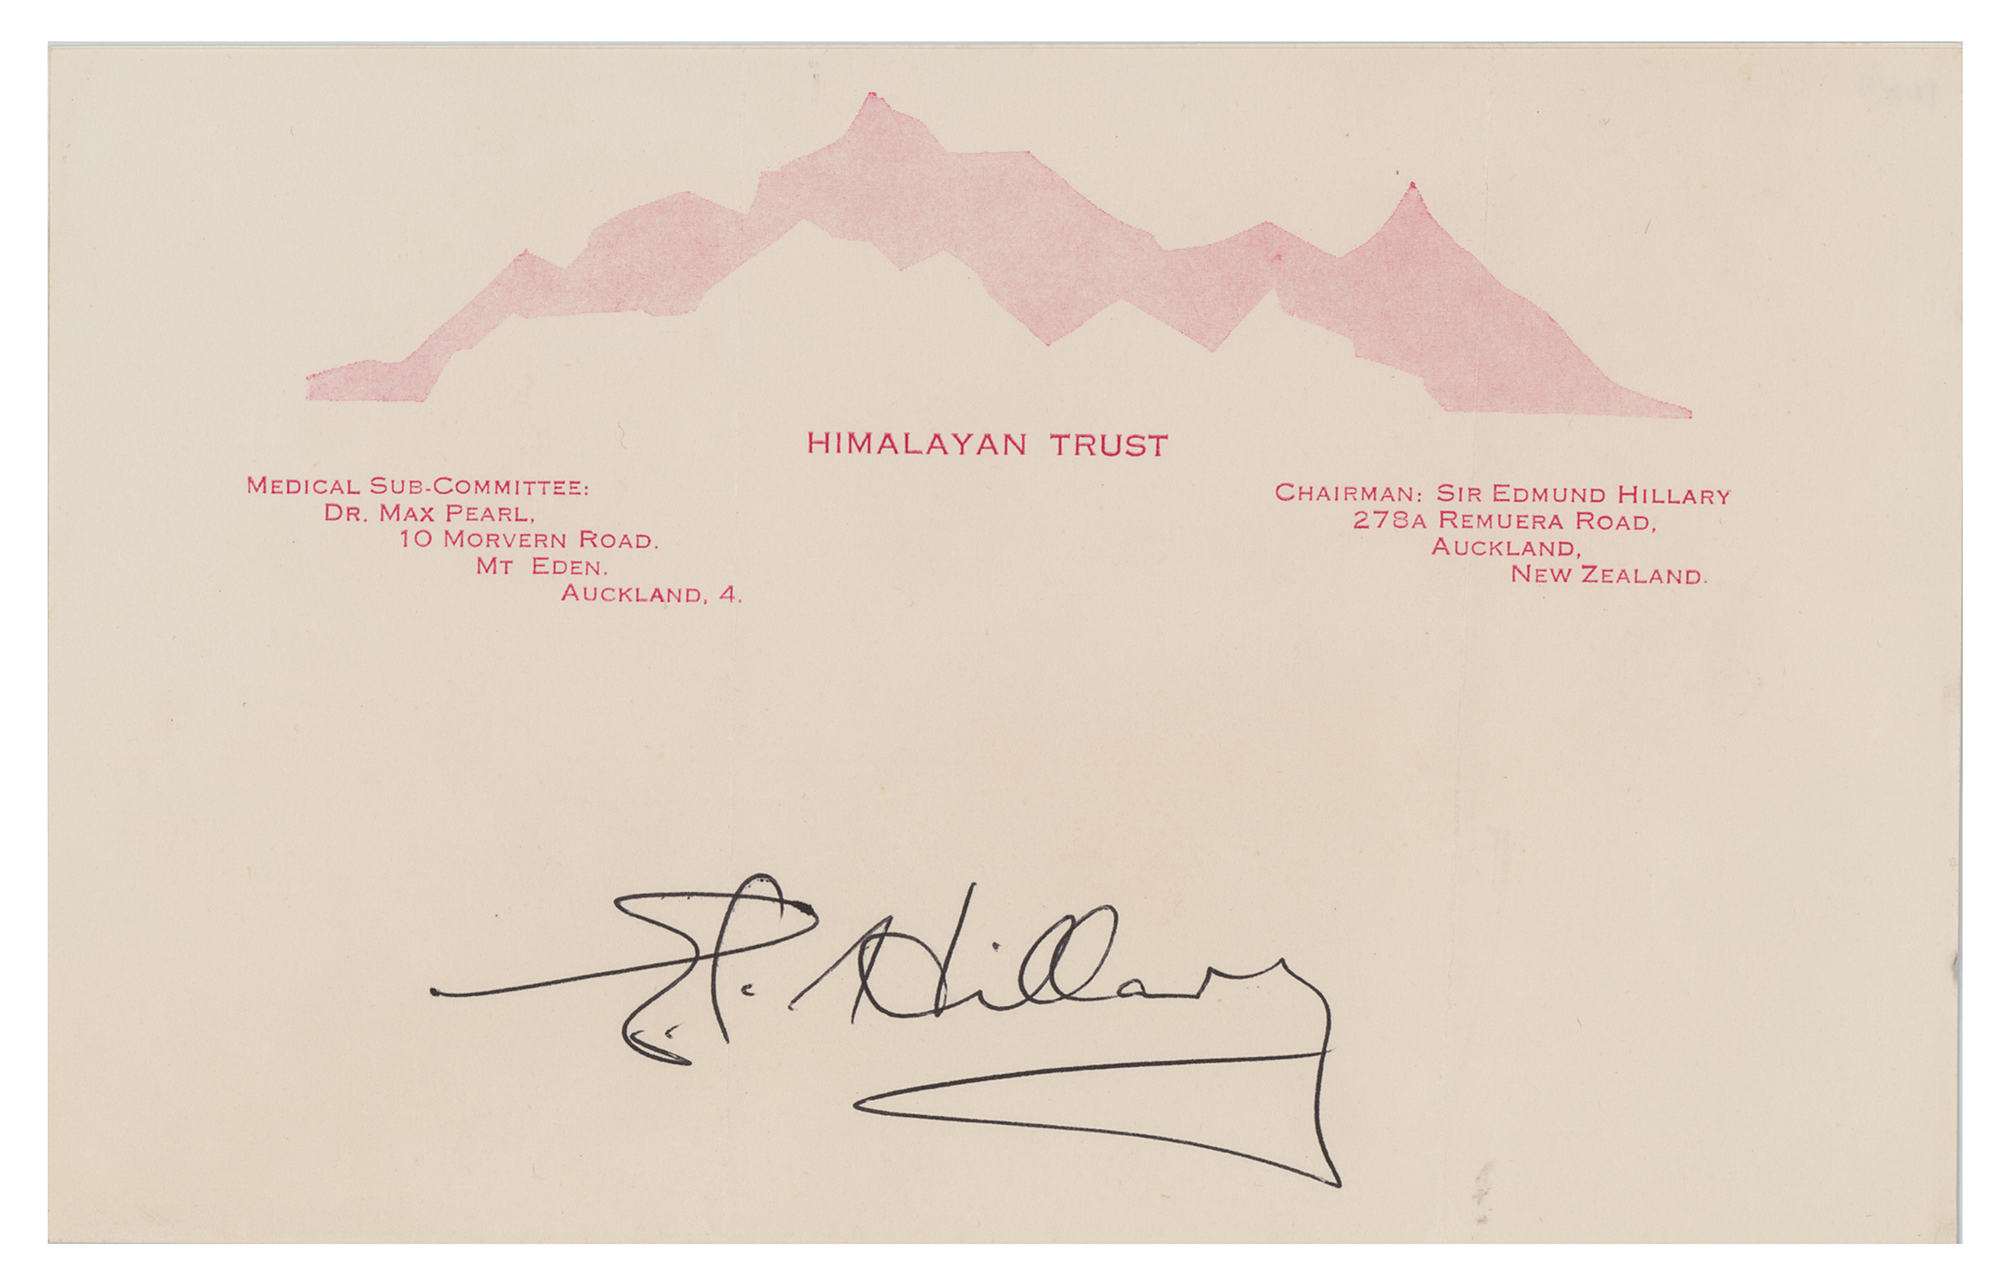 HIMALAYAN TRUST
MEDICAL SUB-COMMITTEE:
DR. MAX PEARL,
10 MORVERN ROAD.
MT EDEN.
AUCKLAND, 4.
CHAIRMAN: SIR EDMUND HILLARY
278A REMUERA ROAD,
AUCKLAND,
NEW ZEALAND.
E.P. Hillary